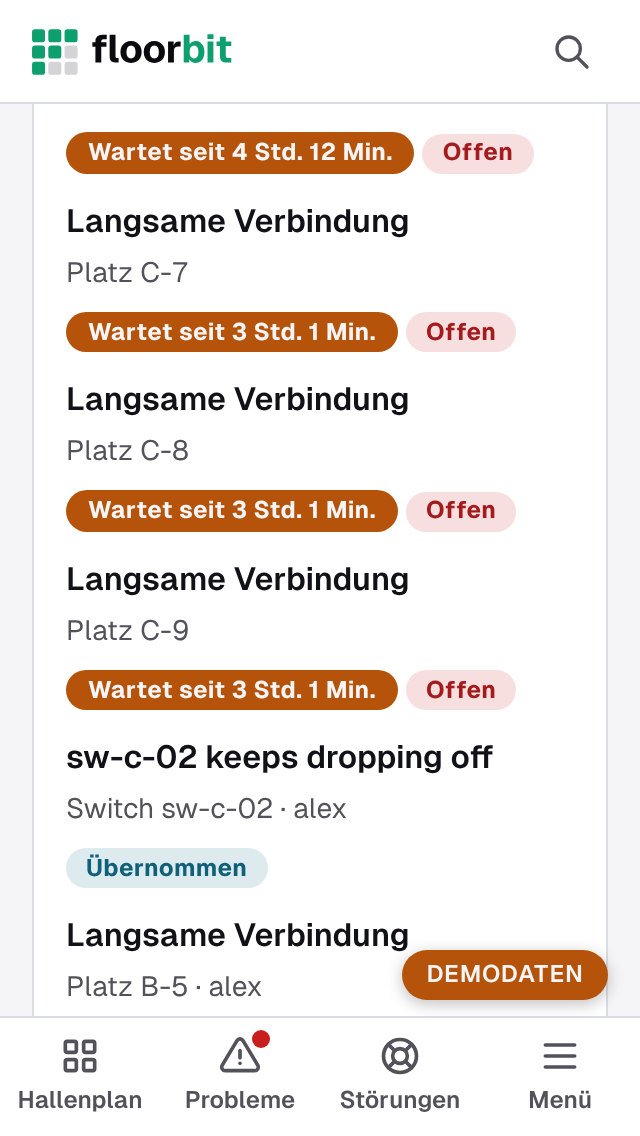 floorbit
Wartet seit 4 Std. 12 Min. Offen
Langsame Verbindung
Platz C-7
Wartet seit 3 Std. 1 Min. Offen
Langsame Verbindung
Platz C-8
Wartet seit 3 Std. 1 Min. Offen
Langsame Verbindung
Platz C-9
Wartet seit 3 Std. 1 Min. Offen
sw-c-02 keeps dropping off
Switch sw-c-02 · alex
Übernommen
Langsame Verbindung
Platz B-5 · alex
DEMODATEN
Hallenplan Probleme Störungen Menü